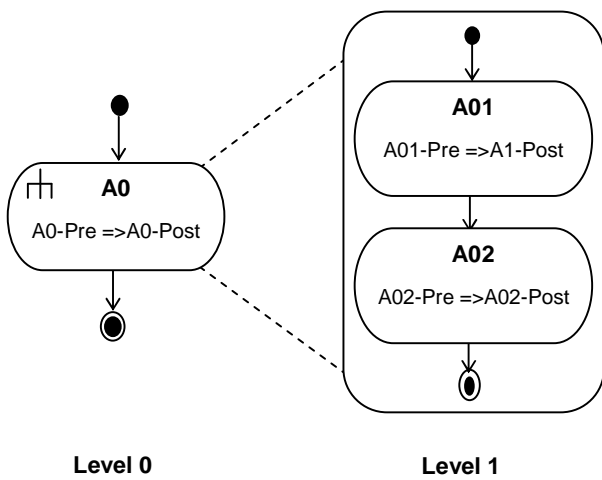 A0
A0-Pre =>A0-Post
Level 0
A01
A01-Pre =>A1-Post
A02
A02-Pre =>A02-Post
Level 1